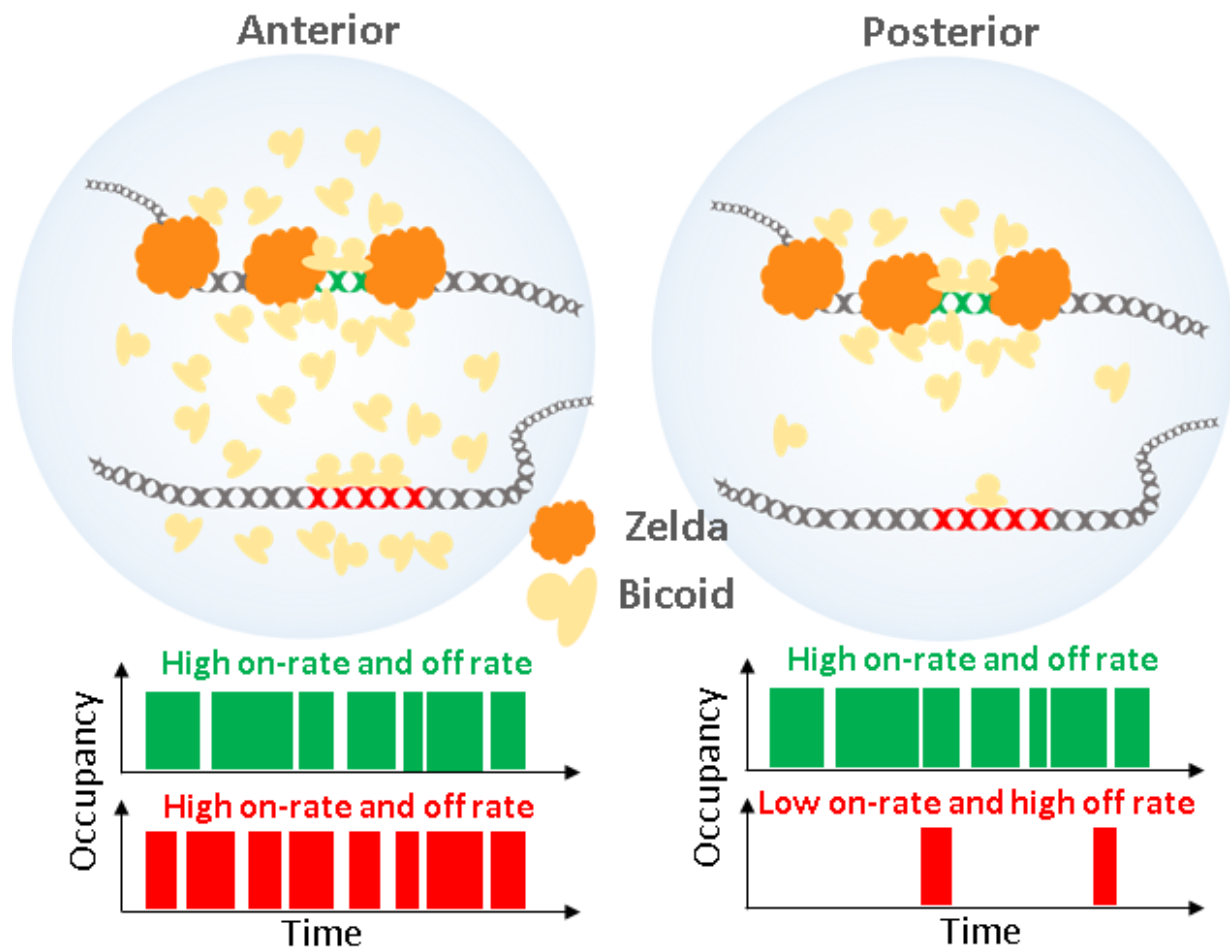 Anterior
Posterior
Zelda
Bicoid
High on-rate and off rate
Occupancy
High on-rate and off rate
Time
High on-rate and off rate
Occupancy
Low on-rate and high off rate
Time